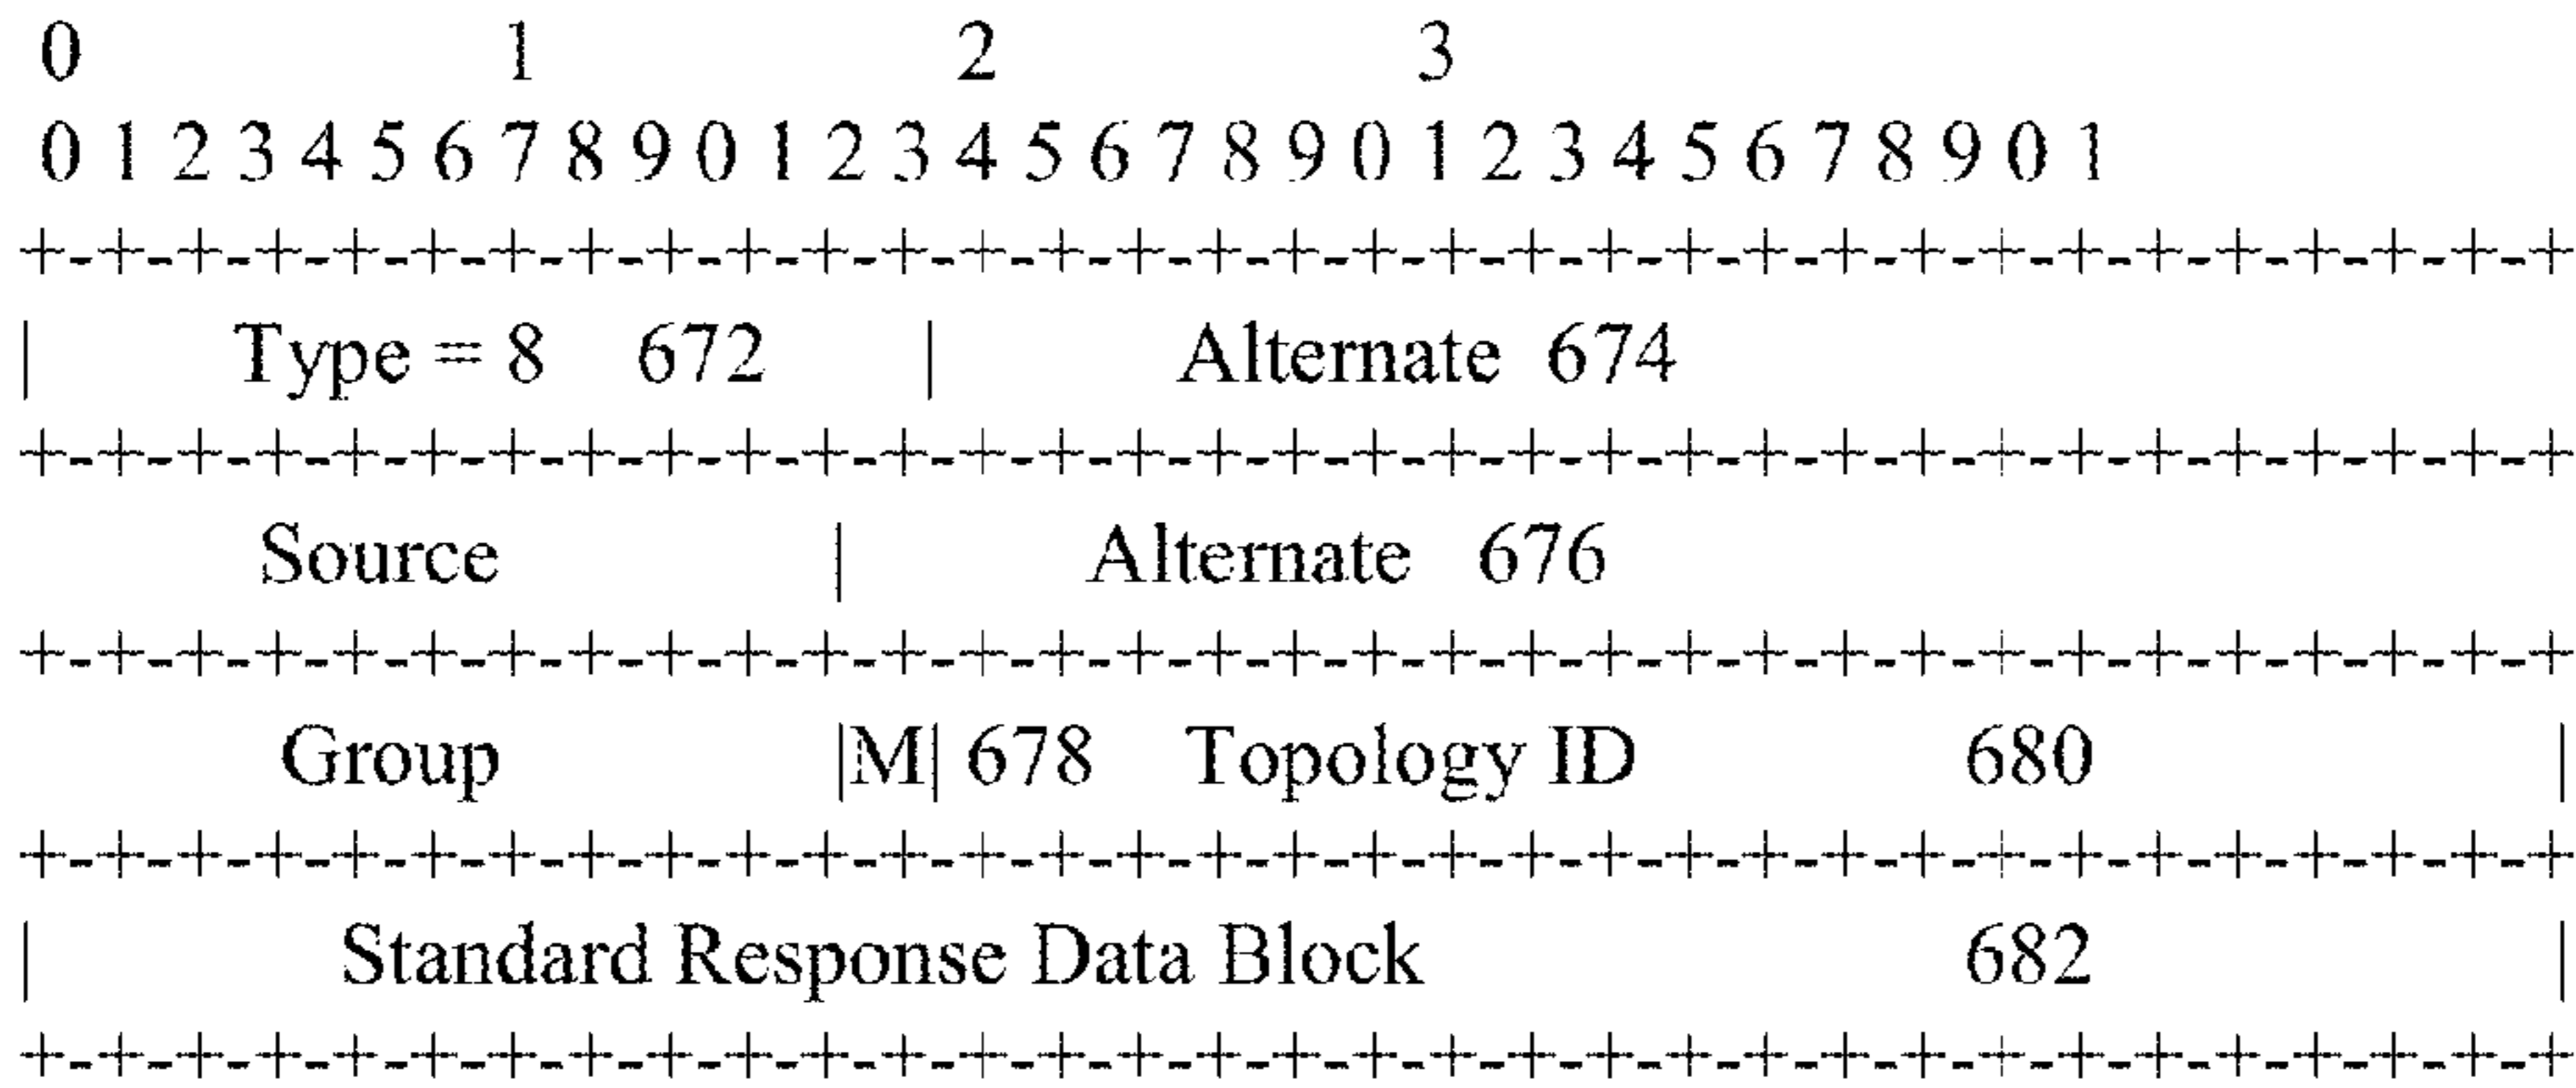 0 1 2 3
0 1 2 3 4 5 6 7 8 9 0 1 2 3 4 5 6 7 8 9 0 1 2 3 4 5 6 7 8 9 0 1
+-+-+-+-+-+-+-+-+-+-+-+-+-+-+-+-+-+-+-+-+-+-+-+-+-+-+-+-+-+-+-+-+
| Type = 8 672 | Alternate 674
+-+-+-+-+-+-+-+-+-+-+-+-+-+-+-+-+-+-+-+-+-+-+-+-+-+-+-+-+-+-+-+-+
Source | Alternate 676
+-+-+-+-+-+-+-+-+-+-+-+-+-+-+-+-+-+-+-+-+-+-+-+-+-+-+-+-+-+-+-+-+
Group |M| 678 Topology ID 680 |
+-+-+-+-+-+-+-+-+-+-+-+-+-+-+-+-+-+-+-+-+-+-+-+-+-+-+-+-+-+-+-+-+
| Standard Response Data Block 682 |
+-+-+-+-+-+-+-+-+-+-+-+-+-+-+-+-+-+-+-+-+-+-+-+-+-+-+-+-+-+-+-+-+